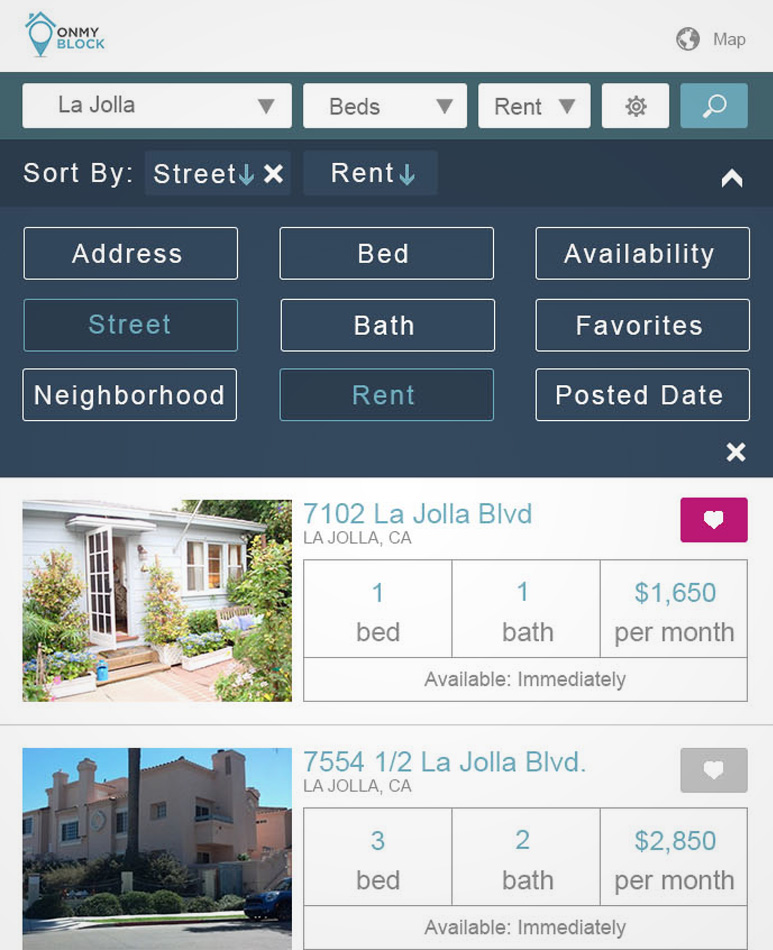 ONMY
BLOCK
Map
La Jolla
Beds
Rent
Sort By: Street Rent
Address Bed Availability
Street Bath Favorites
Neighborhood Rent Posted Date
7102 La Jolla Blvd
LA JOLLA, CA
1 1 $1,650
bed bath per month
Available: Immediately
7554 1/2 La Jolla Blvd.
LA JOLLA, CA
3 2 $2,850
bed bath per month
Available: Immediately